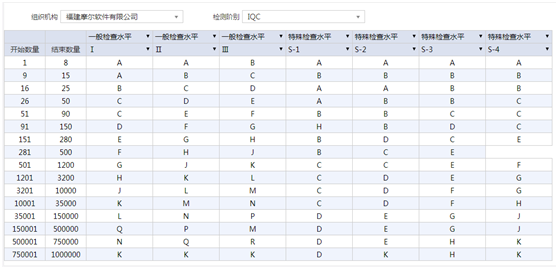 组织机构 福建摩尔软件有限公司 检测阶别 IQC
一般检查水平 一般检查水平 一般检查水平 特殊检查水平 特殊检查水平 特殊检查水平 特殊检查水平
开始数量 结束数量 I II III S-1 S-2 S-3 S-4
1 8 A A B A A A A
9 15 A B C B B B B
16 25 B C D A A B B
26 50 C D E A B B C
51 90 C E F B B C C
91 150 D F G H B D C
151 280 E G H B D C E
281 500 F H J B C E
501 1200 G J K C C E F
1201 3200 H K L C D E G
3201 10000 J L M C D F G
10001 35000 K M N C D F H
35001 150000 L N P D E G J
150001 500000 Q P M D E G J
500001 750000 N Q R D E H K
750001 1000000 K K K D K H K